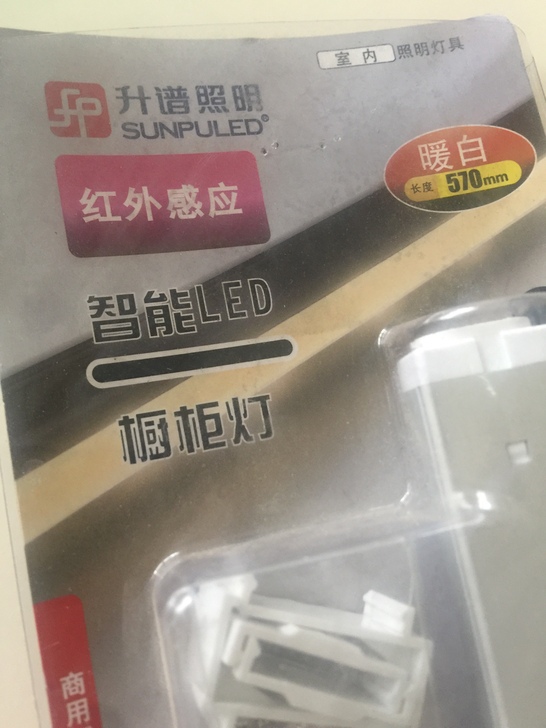 室内 照明灯具
升谱照明
SUNPULED®
暖白
长度 570mm
红外感应
智能LED
橱柜灯
商用